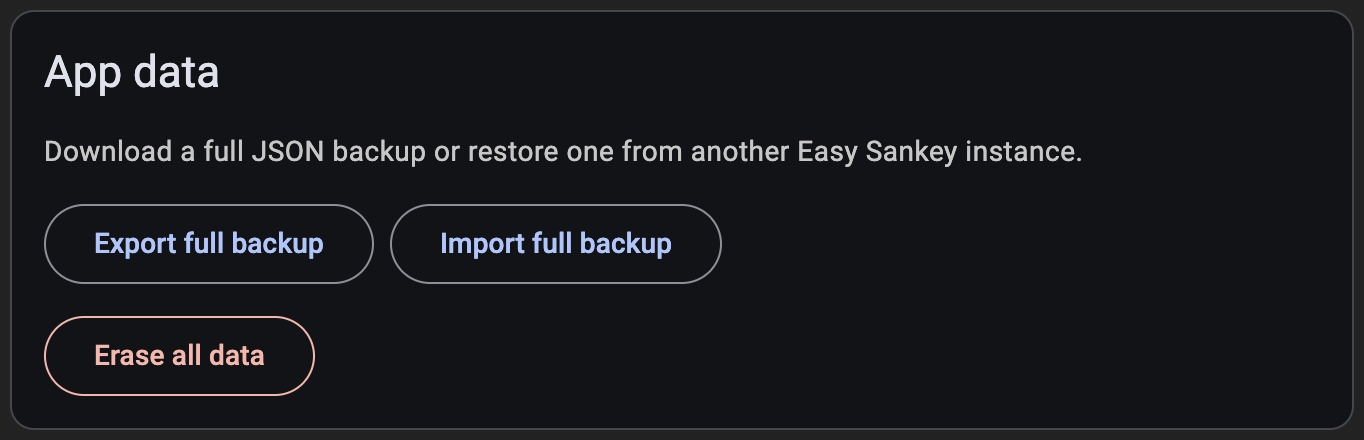 App data
Download a full JSON backup or restore one from another Easy Sankey instance.
Export full backup
Import full backup
Erase all data